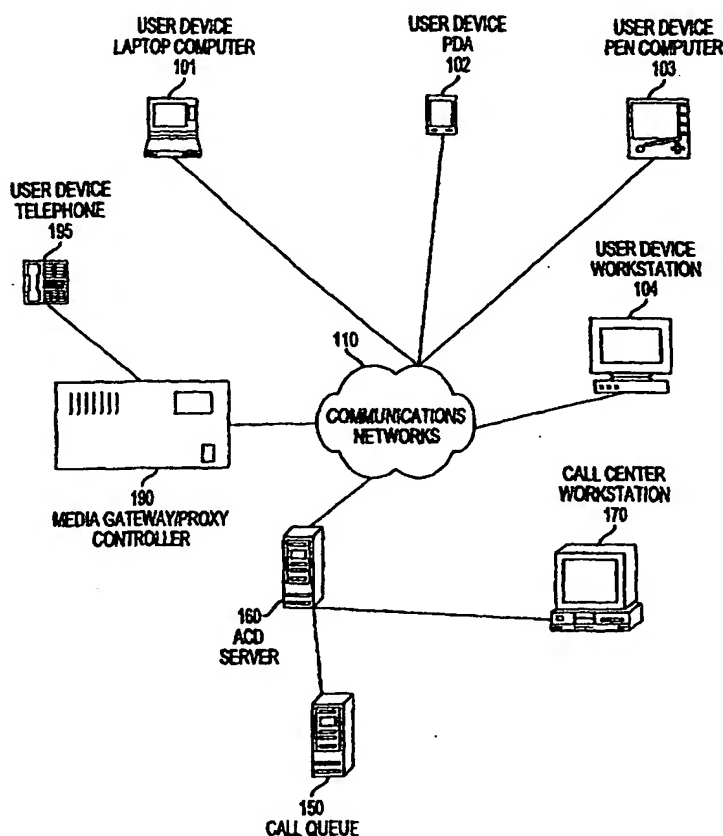 USER DEVICE
LAPTOP COMPUTER
101
USER DEVICE
PDA
102
USER DEVICE
PEN COMPUTER
103
USER DEVICE
TELEPHONE
195
USER DEVICE
WORKSTATION
104
110
COMMUNICATIONS
NETWORKS
190
MEDIA GATEWAY/PROXY
CONTROLLER
CALL CENTER
WORKSTATION
170
160
ACD
SERVER
150
CALL QUEUE